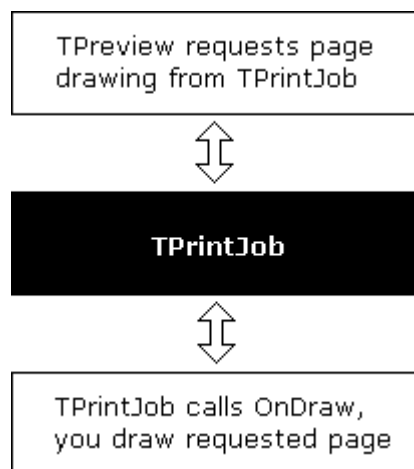 TPreview requests page
drawing from TPrintJob
TPrintJob
TPrintJob calls OnDraw,
you draw requested page